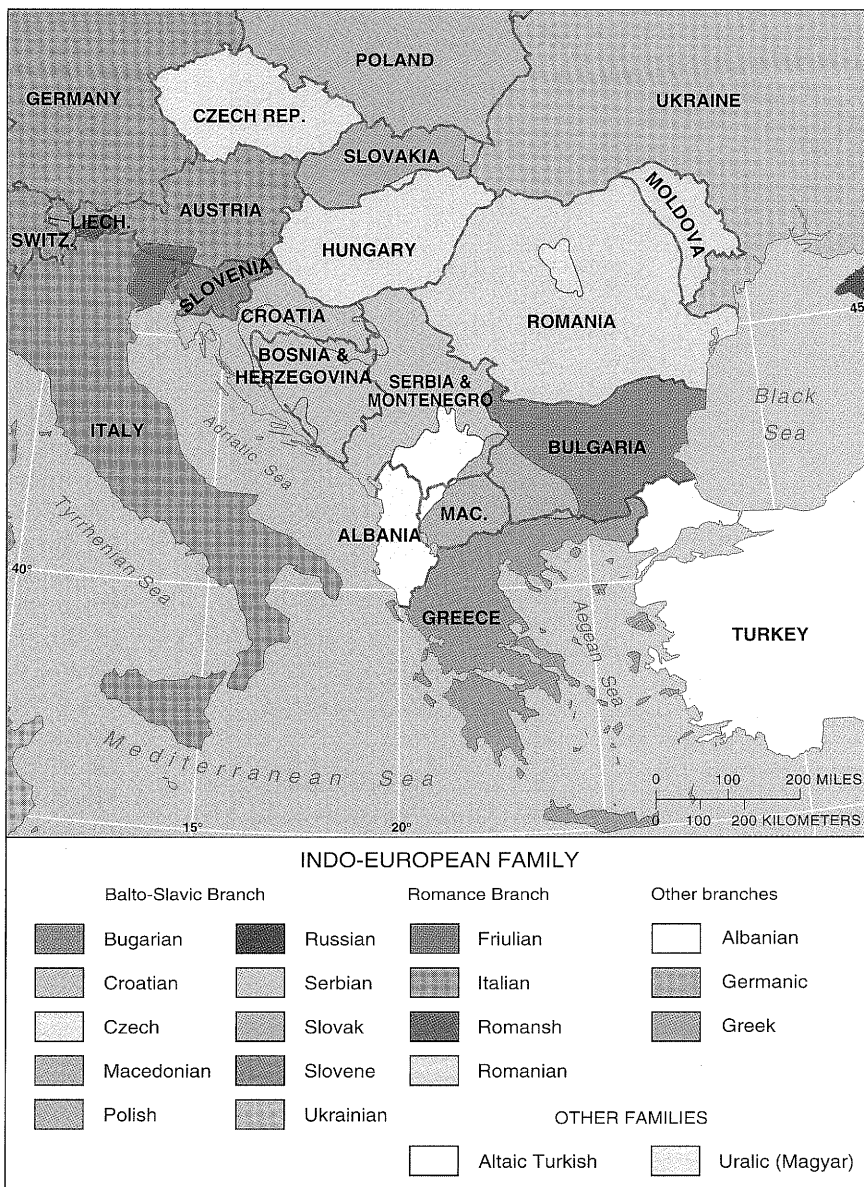 POLAND
GERMANY
UKRAINE
CZECH REP.
SLOVAKIA
MOLDOVA
LIECH.
AUSTRIA
SWITZ.
HUNGARY
SLOVENIA
CROATIA
ROMANIA
45
BOSNIA &
HERZEGOVINA
SERBIA &
MONTENEGRO
Black
Sea
ITALY
Adriatic Sea
BULGARIA
Tyrrhenian Sea
MAC.
ALBANIA
40°
GREECE
Aegean Sea
TURKEY
Mediterranean Sea
0 100 200 MILES
0 100 200 KILOMETERS
15°
20°
INDO-EUROPEAN FAMILY
Balto-Slavic Branch
Romance Branch
Other branches
Bugarian
Russian
Friulian
Albanian
Croatian
Serbian
Italian
Germanic
Czech
Slovak
Romansh
Greek
Macedonian
Slovene
Romanian
Polish
Ukrainian
OTHER FAMILIES
Altaic Turkish
Uralic (Magyar)